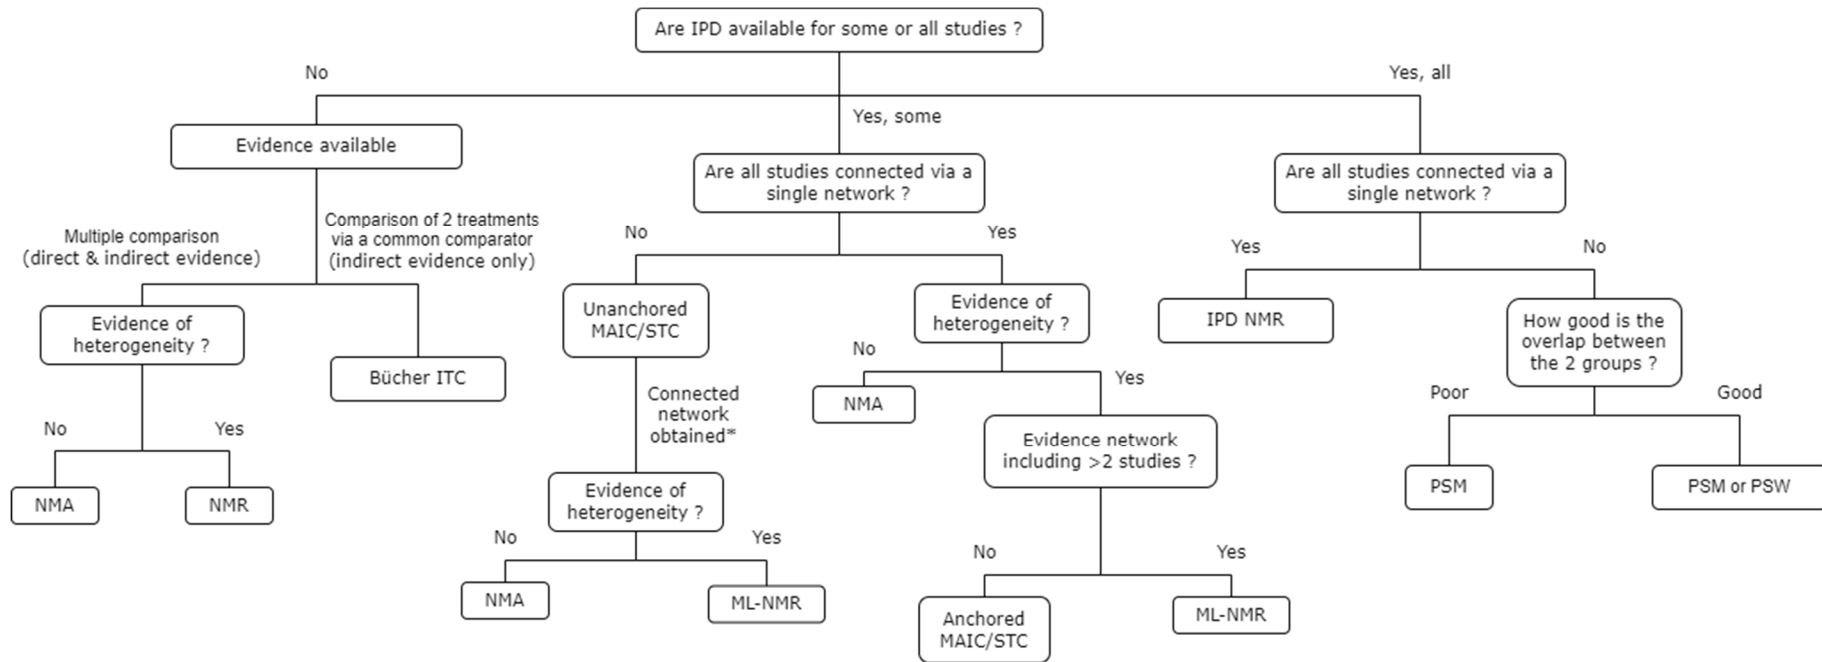 Are IPD available for some or all studies ?
No
Yes, all
Yes, some
Evidence available
Are all studies connected via a
single network ?
Are all studies connected via a
single network ?
Multiple comparison
(direct & indirect evidence)
Comparison of 2 treatments
via a common comparator
(indirect evidence only)
No
Yes
Yes
No
Evidence of
heterogeneity ?
Bücher ITC
Unanchored
MAIC/STC
Evidence of
heterogeneity ?
IPD NMR
How good is the
overlap between
the 2 groups ?
No
Yes
Connected
network
obtained*
No
Yes
Poor
Good
NMA
NMR
NMA
Evidence network
including >2 studies ?
PSM
PSM or PSW
Evidence of
heterogeneity ?
No
Yes
No
Yes
NMA
ML-NMR
Anchored
MAIC/STC
ML-NMR